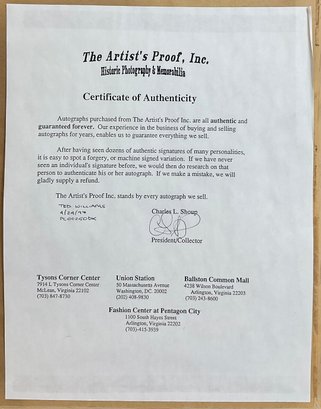 The Artist's Proof, Inc.
Historic Photography & Memorabilia
Certificate of Authenticity
Autographs purchased from The Artist's Proof, Inc. are all authentic and
guaranteed forever. Our experience in the business of buying and selling
autographs for years, enables us to guarantee everything we sell.
After having seen dozens of authentic signatures of many personalities,
it is easy to spot a forgery, or machine signed variation. If we have never
seen an individual's signature before, we would then do research on that
person to authenticate his or her autograph. If we make a mistake, we will
gladly supply a refund.
The Artist's Proof Inc. stands by every autograph we sell.
TED WILLIAMS
Charles L. Shoup
President/Collector
Tysons Corner Center
7914 L Tysons Corner Center
McLean, Virginia 22102
(703) 847-8730
Union Station
50 Massachusetts Avenue
Washington, DC. 20002
(202) 408-9830
Ballston Common Mall
4238 Wilson Boulevard
Arlington, Virginia 22203
(703) 243-8600
Fashion Center at Pentagon City
1100 South Hayes Street
Arlington, Virginia 22202
(703)-415-3939